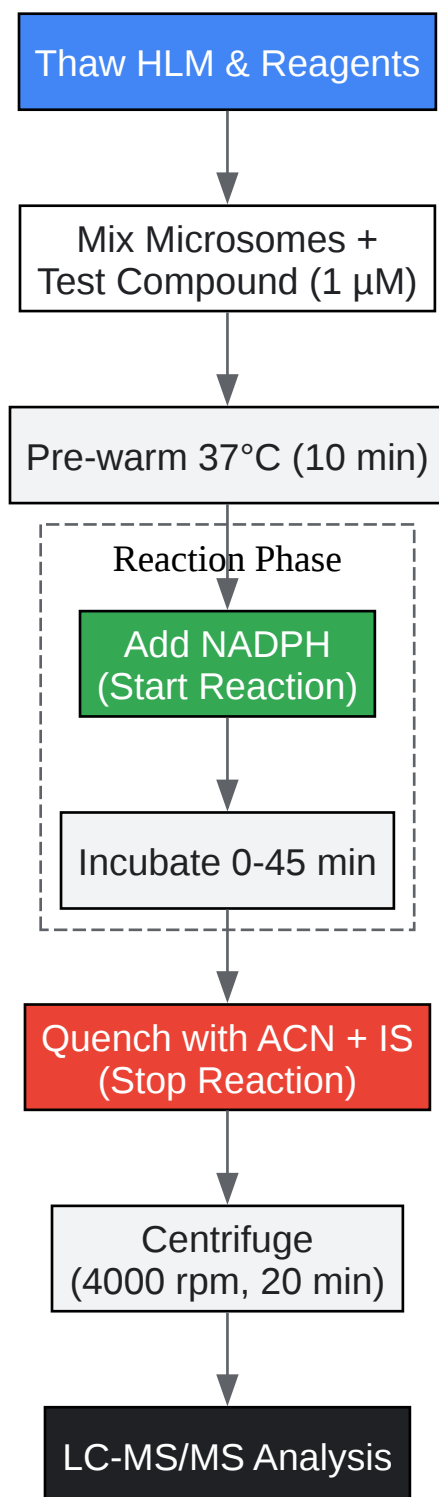 Thaw HLM & Reagents
Mix Microsomes +
Test Compound (1 µM)
Pre-warm 37°C (10 min)
Reaction Phase
Add NADPH
(Start Reaction)
Incubate 0-45 min
Quench with ACN + IS
(Stop Reaction)
Centrifuge
(4000 rpm, 20 min)
LC-MS/MS Analysis